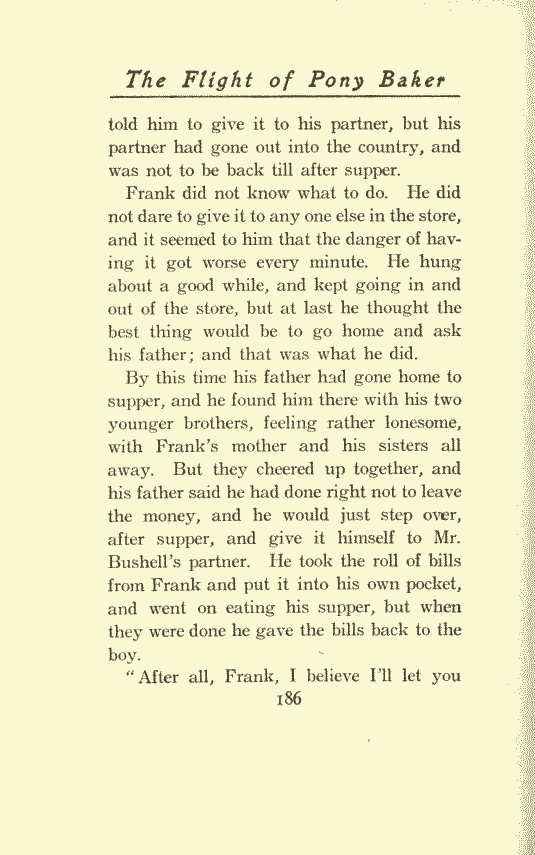 The Flight of Pony Baker
told him to give it to his partner, but his
partner had gone out into the country, and
was not to be back till after supper.
Frank did not know what to do. He did
not dare to give it to any one else in the store,
and it seemed to him that the danger of hav-
ing it got worse every minute. He hung
about a good while, and kept going in and
out of the store, but at last he thought the
best thing would be to go home and ask
his father; and that was what he did.
By this time his father had gone home to
supper, and he found him there with his two
younger brothers, feeling rather lonesome,
with Frank's mother and his sisters all
away. But they cheered up together, and
his father said he had done right not to leave
the money, and he would just step over,
after supper, and give it himself to Mr.
Bushell's partner. He took the roll of bills
from Frank and put it into his own pocket,
and went on eating his supper, but when
they were done he gave the bills back to the
boy.
"After all, Frank, I believe I'll let you
186